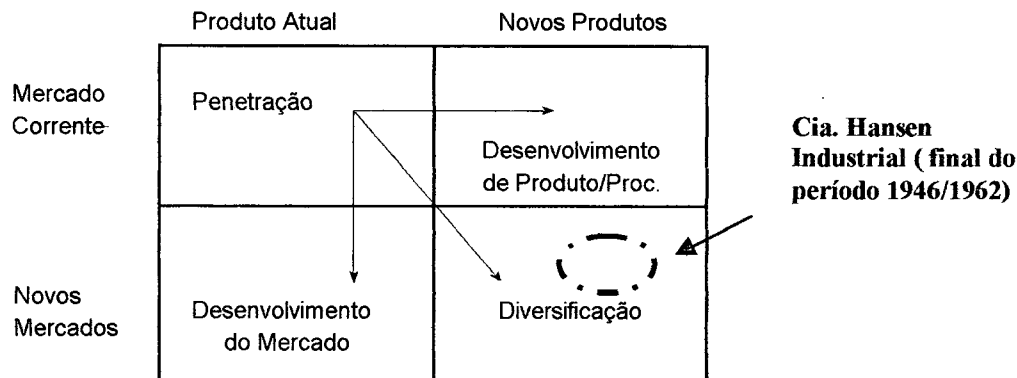 Produto Atual
Novos Produtos
Mercado
Corrente
Penetração
Desenvolvimento
de Produto/Proc.
Cia. Hansen
Industrial ( final do
período 1946/1962)
Novos
Mercados
Desenvolvimento
do Mercado
Diversificação